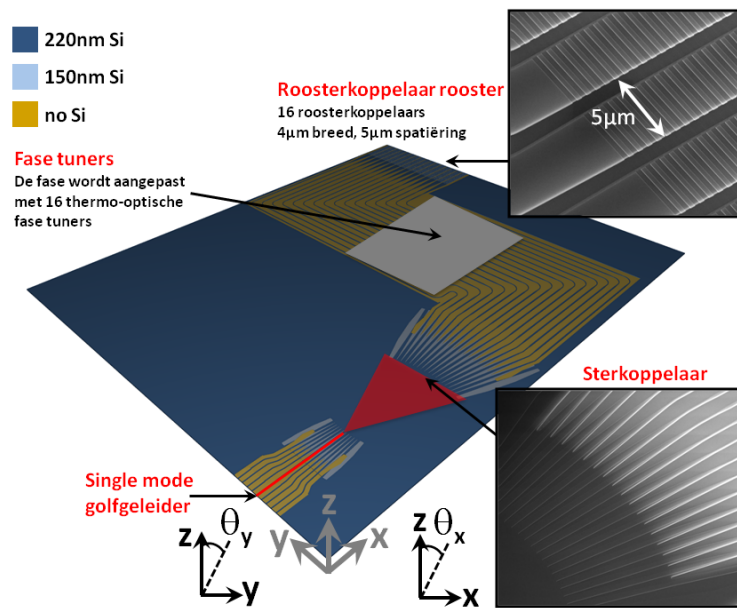 220nm Si
150nm Si
no Si
Roosterkoppelaar rooster
16 roosterkoppelaars
4µm breed, 5µm spatiëring
5µm
Fase tuners
De fase wordt aangepast
met 16 thermo-optische
fase tuners
Sterkoppelaar
Single mode
golfgeleider
z θy
y
z
y x
z θx
x